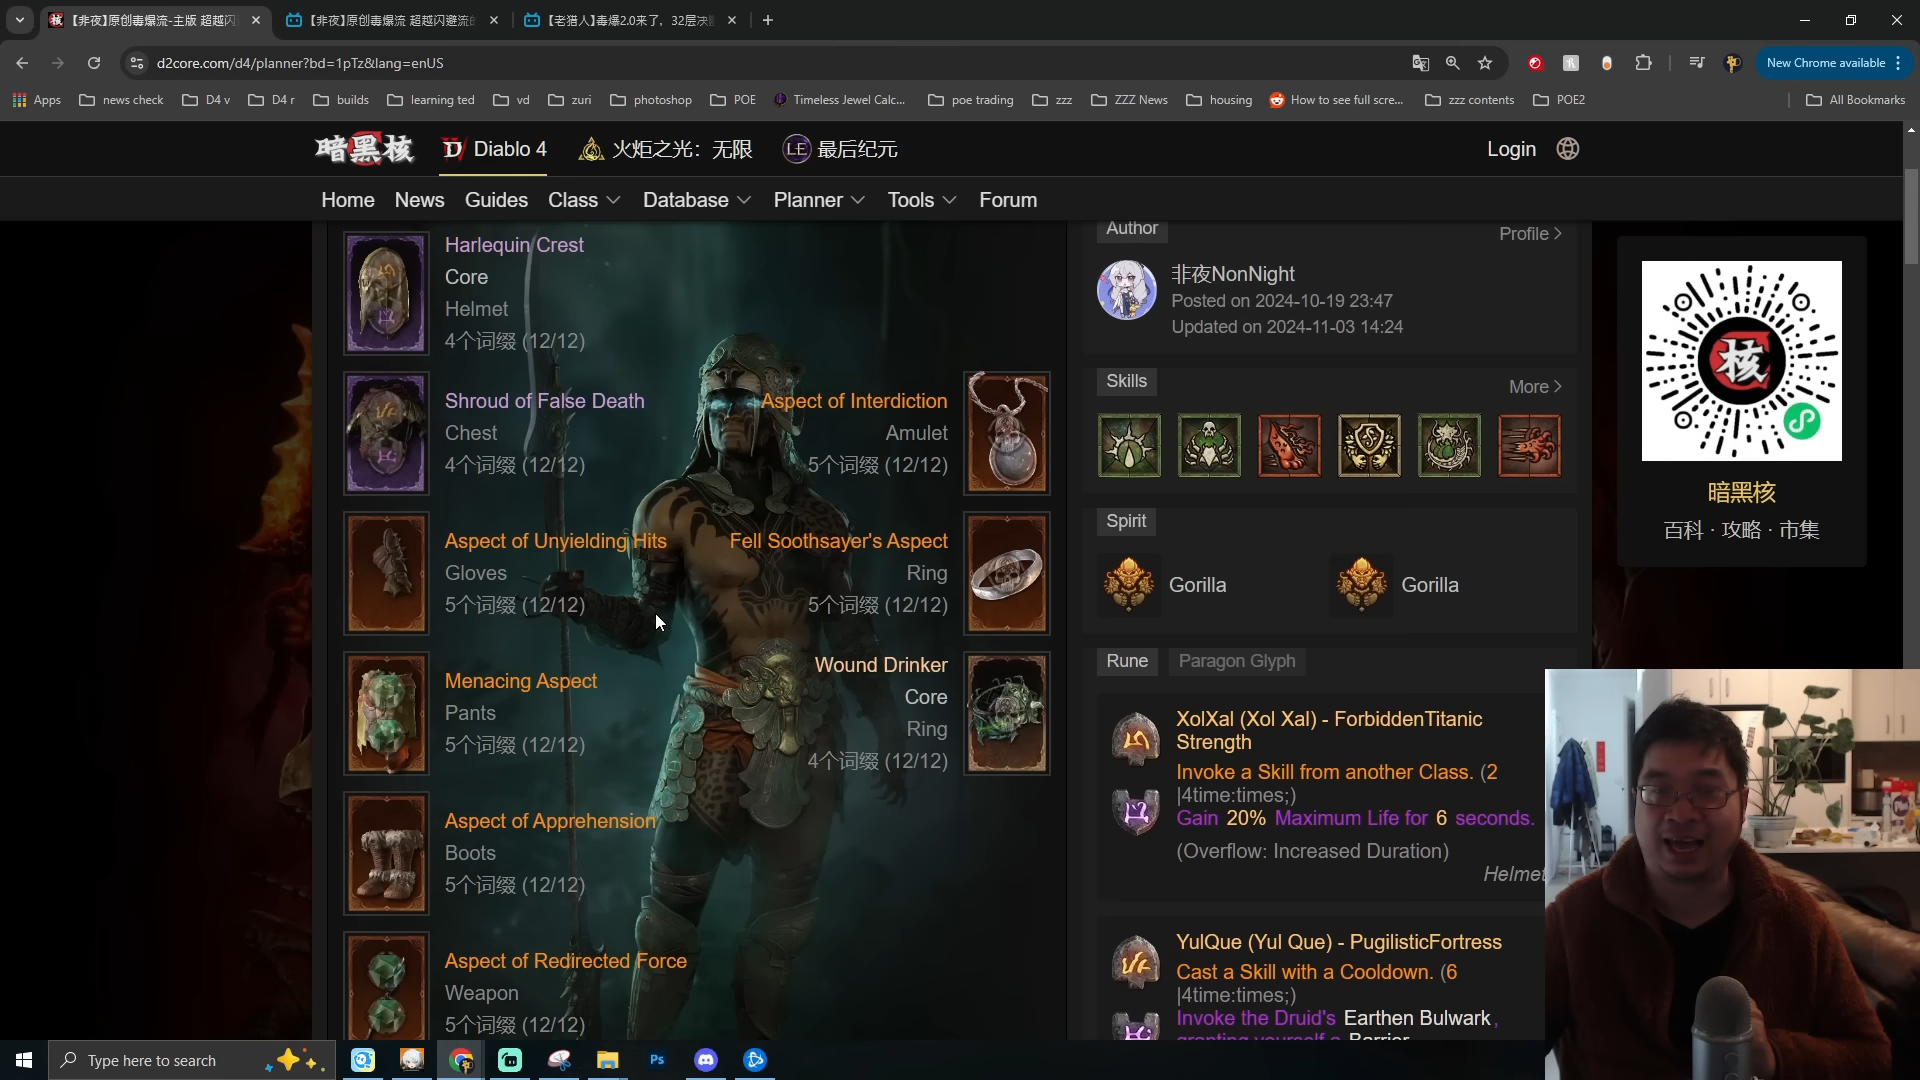 【非夜】原创毒爆流-主版 超越闪
【非夜】原创毒爆流 超越闪避流的
【老猎人】毒爆2.0来了，32层决
d2core.com/d4/planner?bd=1pTz&lang=enUS
New Chrome available
Apps
news check
D4 v
D4 r
builds
learning ted
vd
zuri
photoshop
POE
Timeless Jewel Calc...
poe trading
zzz
ZZZ News
housing
How to see full scre...
zzz contents
POE2
All Bookmarks
暗黑核
Diablo 4
火炬之光：无限
LE
最后纪元
Login
Home
News
Guides
Class
Database
Planner
Tools
Forum
Harlequin Crest
Core
Helmet
4个词缀 (12/12)
Shroud of False Death
Chest
4个词缀 (12/12)
Aspect of Unyielding Hits
Gloves
5个词缀 (12/12)
Menacing Aspect
Pants
5个词缀 (12/12)
Aspect of Apprehension
Boots
5个词缀 (12/12)
Aspect of Redirected Force
Weapon
5个词缀 (12/12)
Aspect of Interdiction
Amulet
5个词缀 (12/12)
Fell Soothsayer's Aspect
Ring
5个词缀 (12/12)
Wound Drinker
Core
Ring
4个词缀 (12/12)
Author
Profile
非夜NonNight
Posted on 2024-10-19 23:47
Updated on 2024-11-03 14:24
Skills
More
Spirit
Gorilla
Gorilla
Rune
Paragon Glyph
XolXal (Xol Xal) - ForbiddenTitanic
Strength
Invoke a Skill from another Class. (2
|4time:times;)
Gain 20% Maximum Life for 6 seconds.
(Overflow: Increased Duration)
Helmet
YulQue (Yul Que) - PugilisticFortress
Cast a Skill with a Cooldown. (6
|4time:times;)
Invoke the Druid's Earthen Bulwark,
granting yourself a Barrier
核
暗黑核
百科 · 攻略 · 市集
Type here to search
Ps